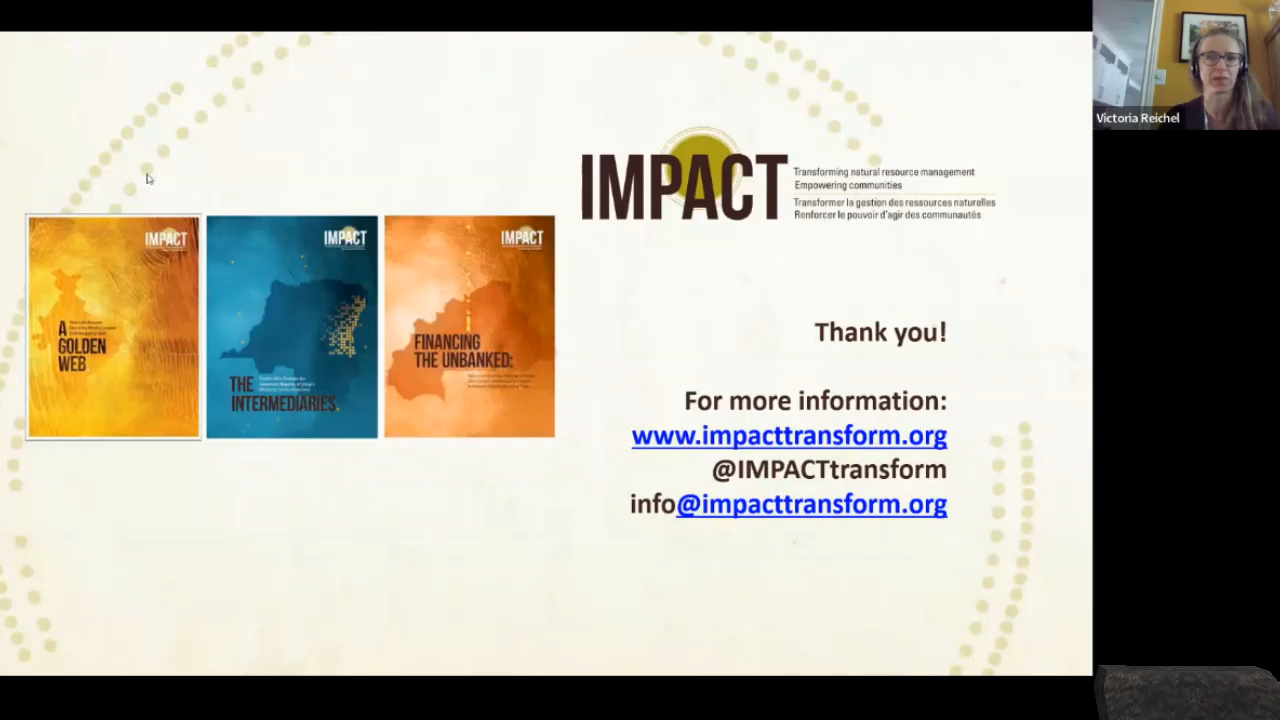 Victoria Reichel
IMPACT
Transforming natural resource management
Empowering communities
Transformer la gestion des ressources naturelles
Renforcer le pouvoir d'agir des communautés
IMPACT
A
GOLDEN
WEB
IMPACT
THE
INTERMEDIARIES
IMPACT
FINANCING
THE UNBANKED:
Thank you!
For more information:
www.impacttransform.org
@IMPACTtransform
info@impacttransform.org